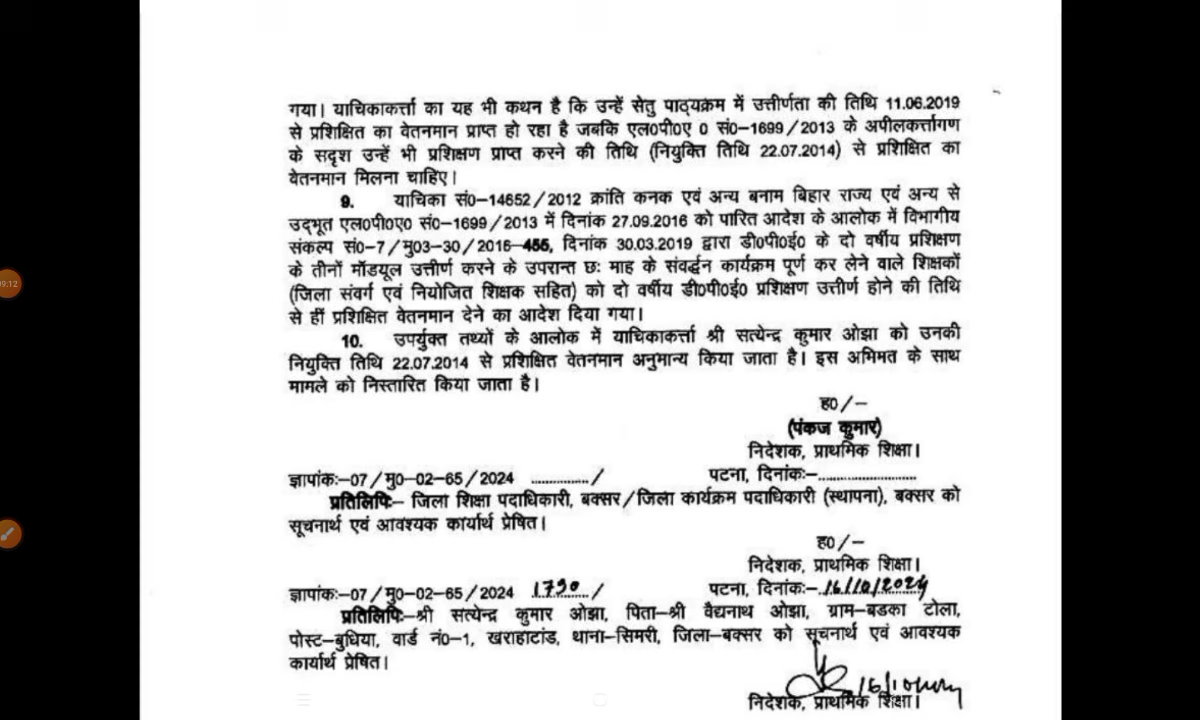 गया। याचिकाकर्त्ता का यह भी कथन है कि उन्हें सेतु पाठ्यक्रम में उत्तीर्णता की तिथि 11.06.2019
से प्रशिक्षित का वेतनमान प्राप्त हो रहा है जबकि एल0पी0ए 0 सं0-1699/2013 के अपीलकर्त्तागण
के सदृश उन्हें भी प्रशिक्षण प्राप्त करने की तिथि (नियुक्ति तिथि 22.07.2014) से प्रशिक्षित का
वेतनमान मिलना चाहिए।
9. याचिका सं0-14652/2012 क्रांति कनक एवं अन्य बनाम बिहार राज्य एवं अन्य से
उद्भूत एल0पी0ए0 सं0-1699/2013 में दिनांक 27.09.2016 को पारित आदेश के आलोक में विभागीय
संकल्प सं0-7/मु03-30/2016-455, दिनांक 30.03.2019 द्वारा डी0पी0ई0 के दो वर्षीय प्रशिक्षण
के तीनों मॉडयूल उत्तीर्ण करने के उपरान्त छः माह के संवर्द्धन कार्यक्रम पूर्ण कर लेने वाले शिक्षकों
(जिला संवर्ग एवं नियोजित शिक्षक सहित) को दो वर्षीय डी0पी0ई0 प्रशिक्षण उत्तीर्ण होने की तिथि
से हीं प्रशिक्षित वेतनमान देने का आदेश दिया गया।
10. उपर्युक्त तथ्यों के आलोक में याचिकाकर्त्ता श्री सत्येन्द्र कुमार ओझा को उनकी
नियुक्ति तिथि 22.07.2014 से प्रशिक्षित वेतनमान अनुमान्य किया जाता है। इस अभिमत के साथ
मामले को निस्तारित किया जाता है।
ह0/-
(पंकज कुमार)
निदेशक, प्राथमिक शिक्षा।
ज्ञापांकः-07/मु0-02-65/2024 ............./ पटना, दिनांकः-......................
प्रतिलिपिः- जिला शिक्षा पदाधिकारी, बक्सर/जिला कार्यक्रम पदाधिकारी (स्थापना), बक्सर को
सूचनार्थ एवं आवश्यक कार्यार्थ प्रेषित।
ह0/-
निदेशक, प्राथमिक शिक्षा।
ज्ञापांकः-07/मु0-02-65/2024 1790/ पटना, दिनांकः-16/10/2024
प्रतिलिपिः-श्री सत्येन्द्र कुमार ओझा, पिता-श्री वैद्यनाथ ओझा, ग्राम-बडका टोला,
पोस्ट-बुधिया, वार्ड नं0-1, खराहाटांड, थाना-सिमरी, जिला-बक्सर को सूचनार्थ एवं आवश्यक
कार्यार्थ प्रेषित।
निदेशक, प्राथमिक शिक्षा।